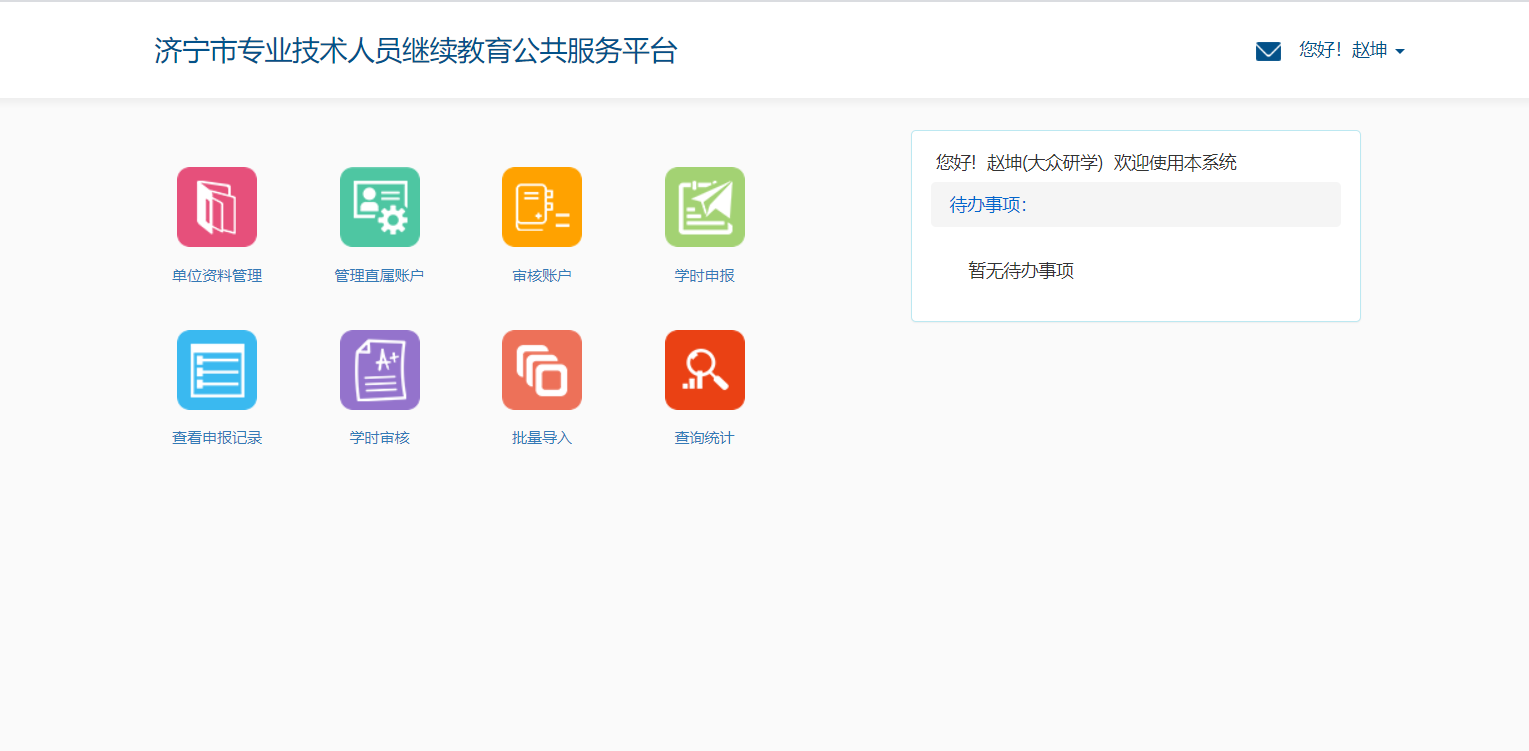 济宁市专业技术人员继续教育公共服务平台
您好！赵坤
您好！赵坤(大众研学) 欢迎使用本系统
待办事项：
暂无待办事项
单位资料管理
管理直属账户
审核账户
学时申报
A+
查看申报记录
学时审核
批量导入
查询统计